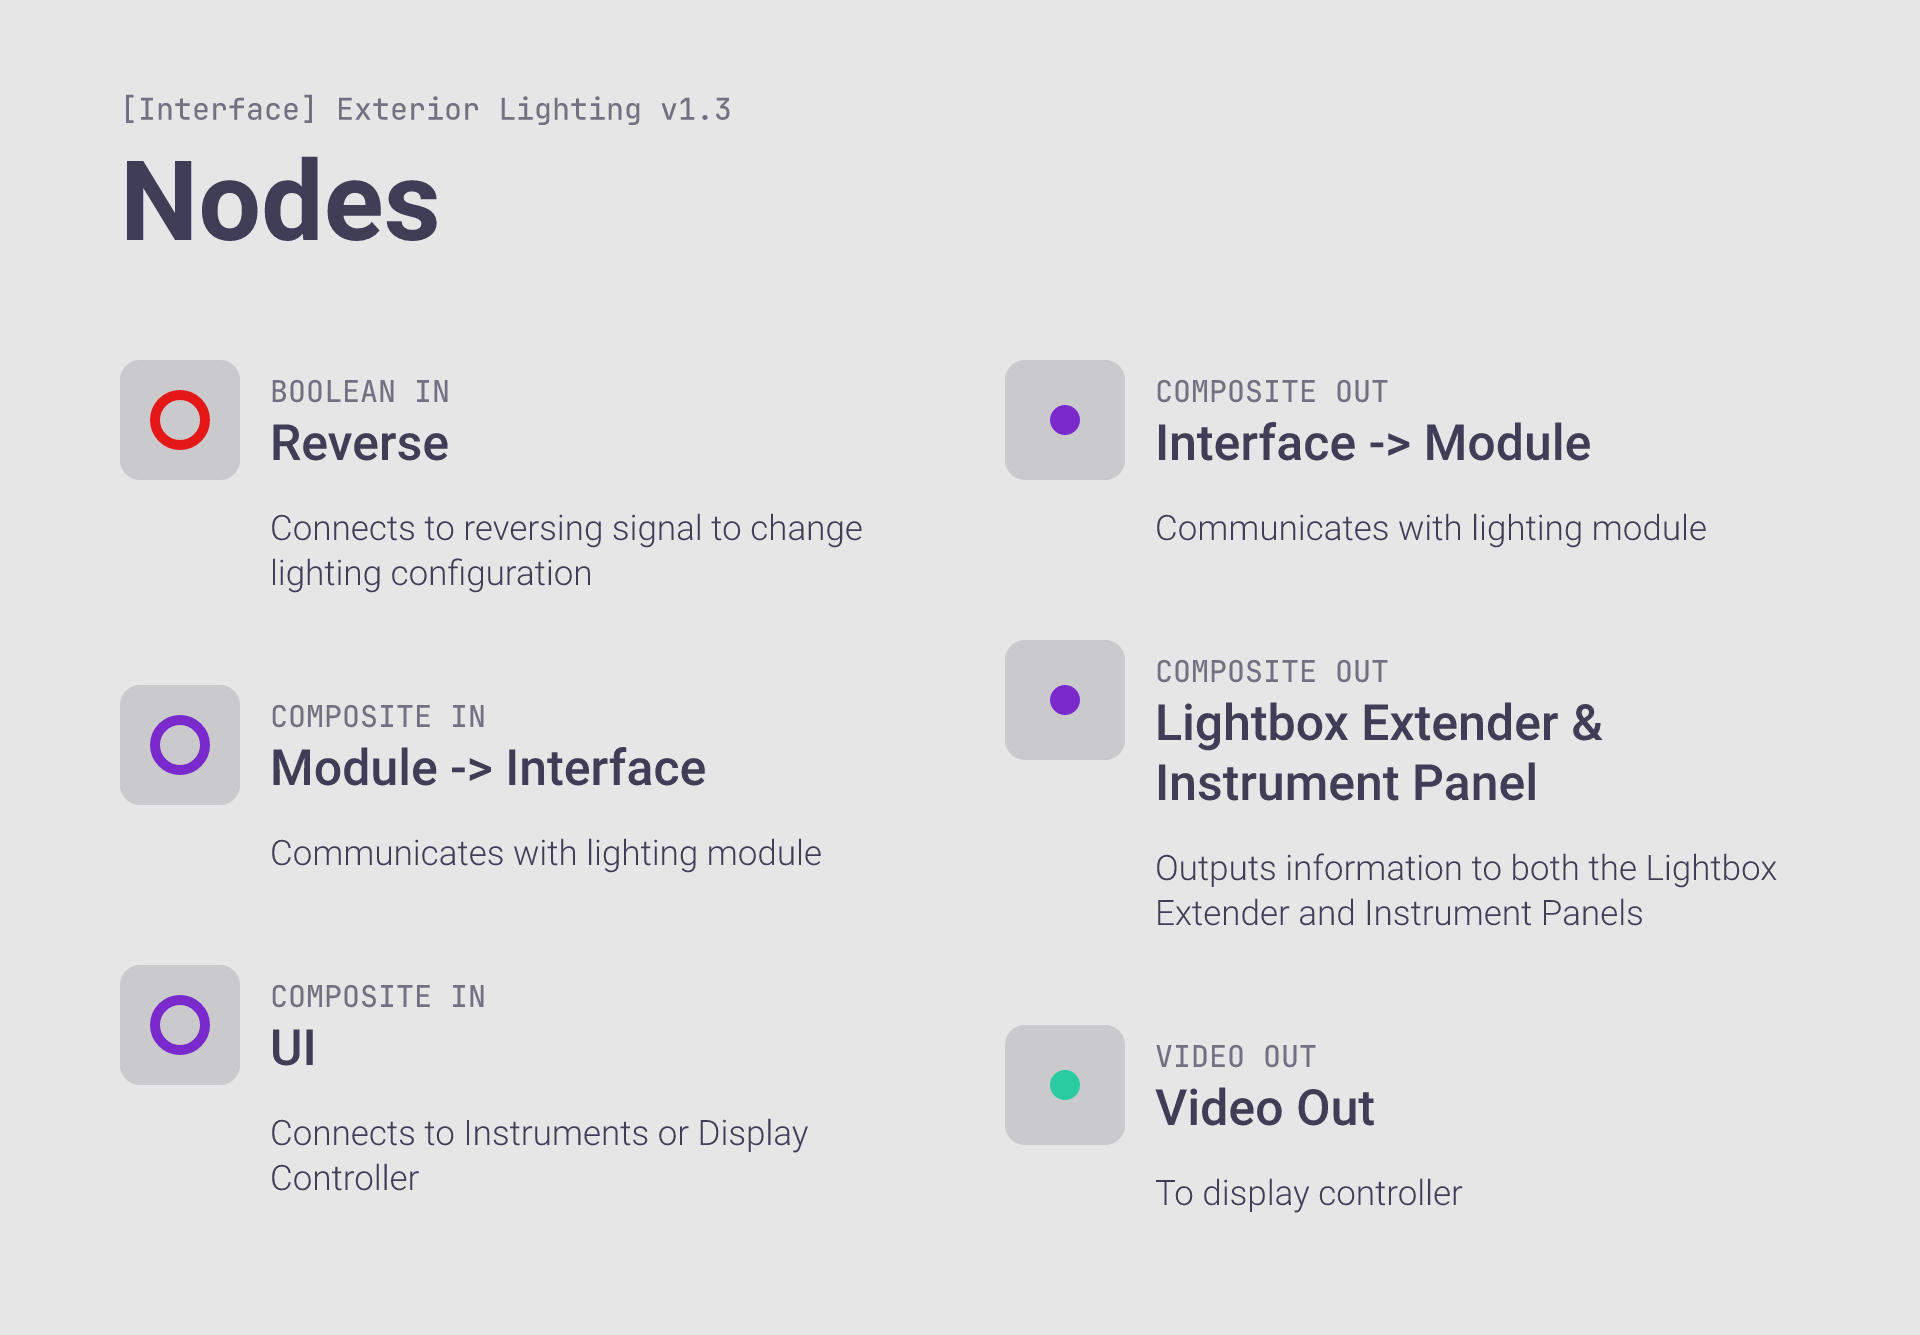 [Interface] Exterior Lighting v1.3
Nodes
BOOLEAN IN
Reverse
Connects to reversing signal to change
lighting configuration
COMPOSITE IN
Module -> Interface
Communicates with lighting module
COMPOSITE IN
UI
Connects to Instruments or Display
Controller
COMPOSITE OUT
Interface -> Module
Communicates with lighting module
COMPOSITE OUT
Lightbox Extender &
Instrument Panel
Outputs information to both the Lightbox
Extender and Instrument Panels
VIDEO OUT
Video Out
To display controller